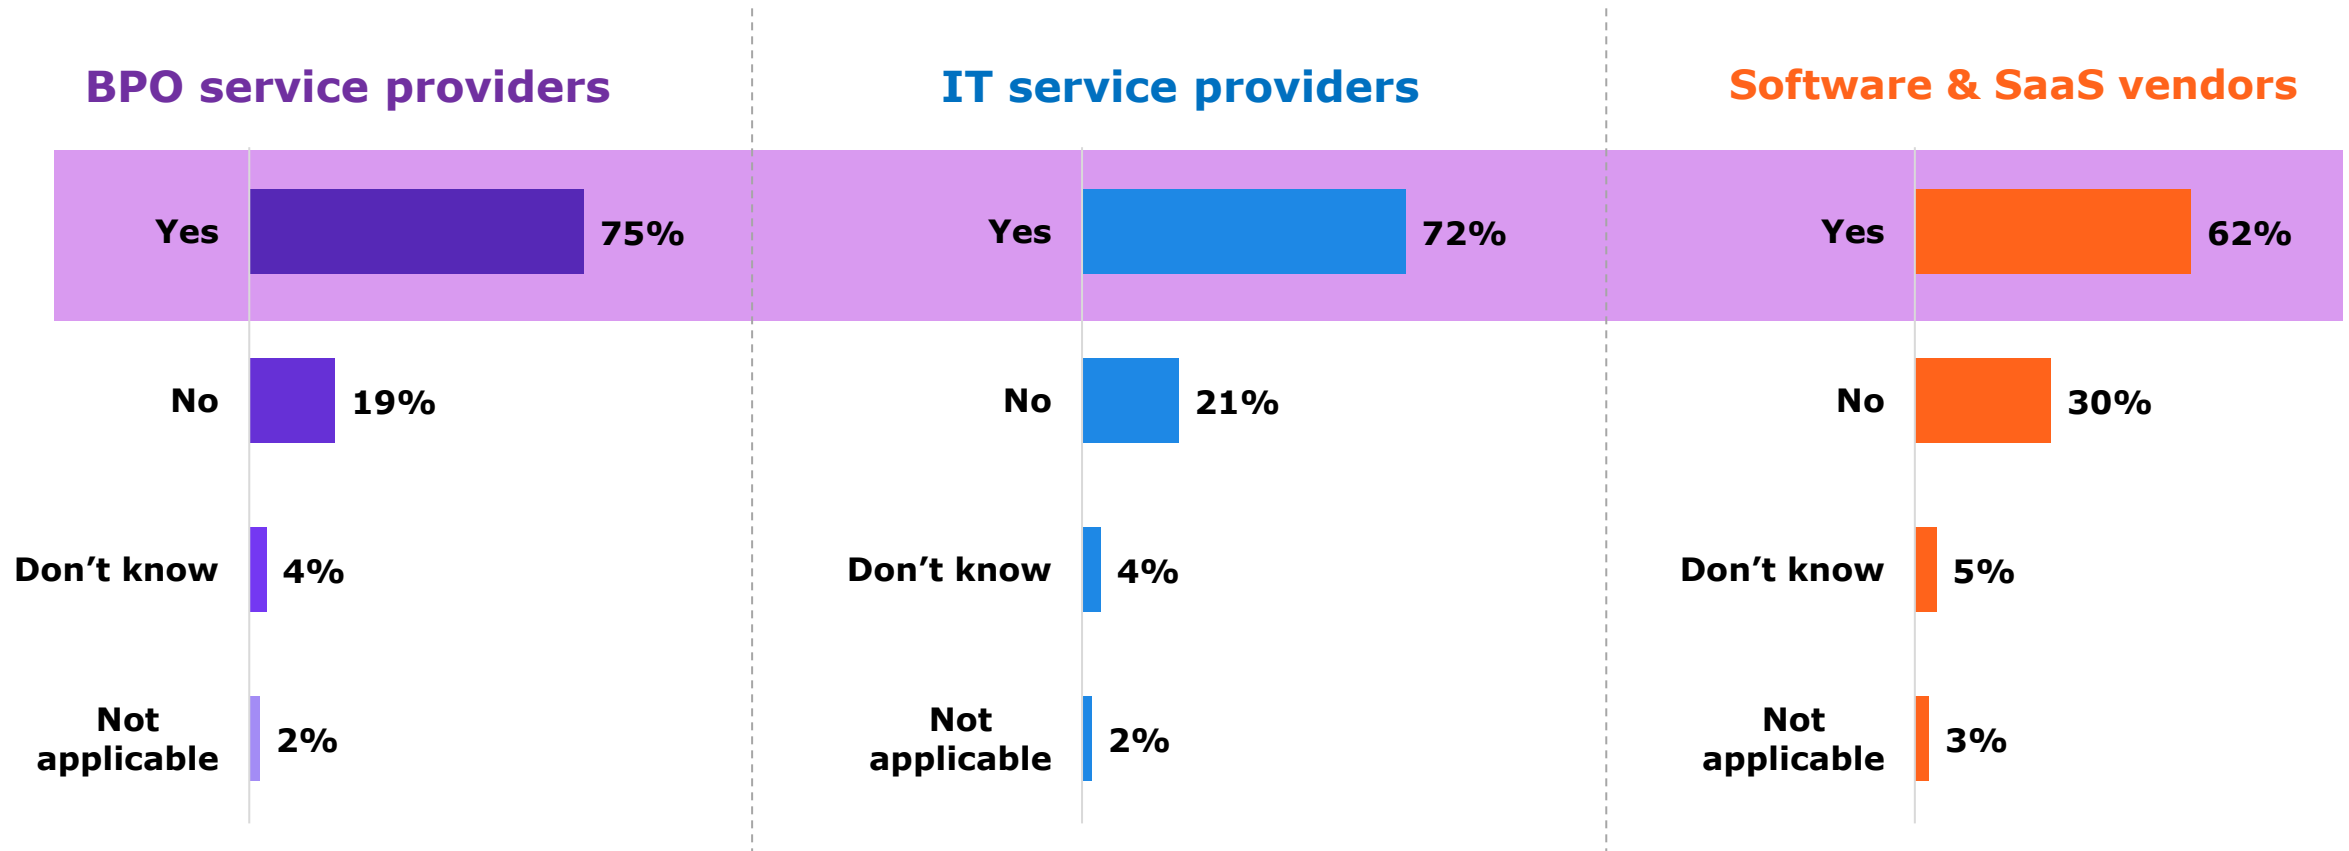 BPO service providers
Yes
75%
No
19%
Don’t know
4%
Not
applicable
2%
IT service providers
Yes
72%
No
21%
Don’t know
4%
Not
applicable
2%
Software & SaaS vendors
Yes
62%
No
30%
Don’t know
5%
Not
applicable
3%